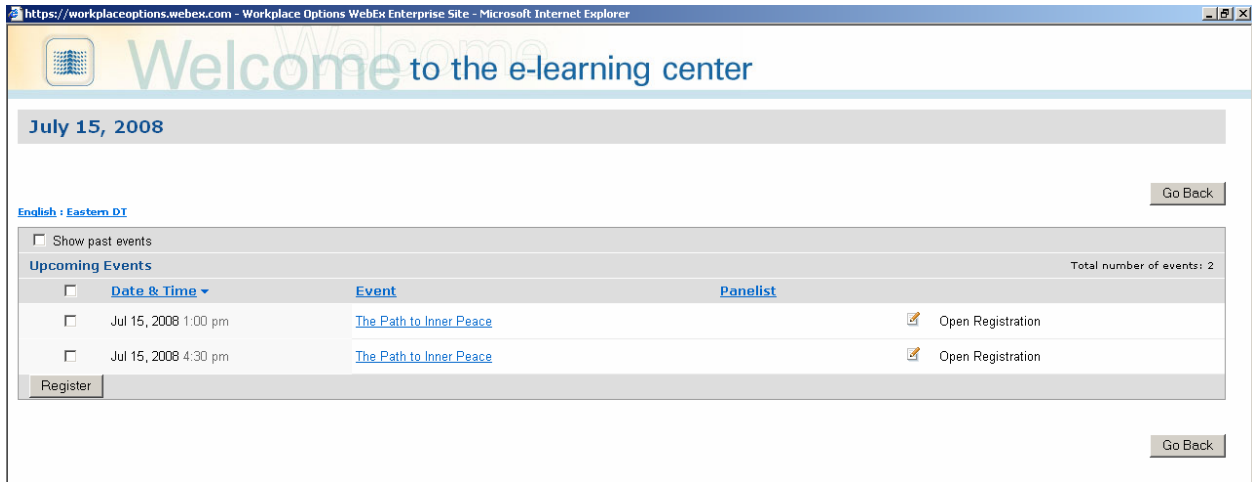 https://workplaceoptions.webex.com - Workplace Options WebEx Enterprise Site - Microsoft Internet Explorer
Welcome to the e-learning center
July 15, 2008
Go Back
English : Eastern DT
Show past events
Upcoming Events Total number of events: 2
Date & Time Event Panelist
Jul 15, 2008 1:00 pm The Path to Inner Peace Open Registration
Jul 15, 2008 4:30 pm The Path to Inner Peace Open Registration
Register
Go Back